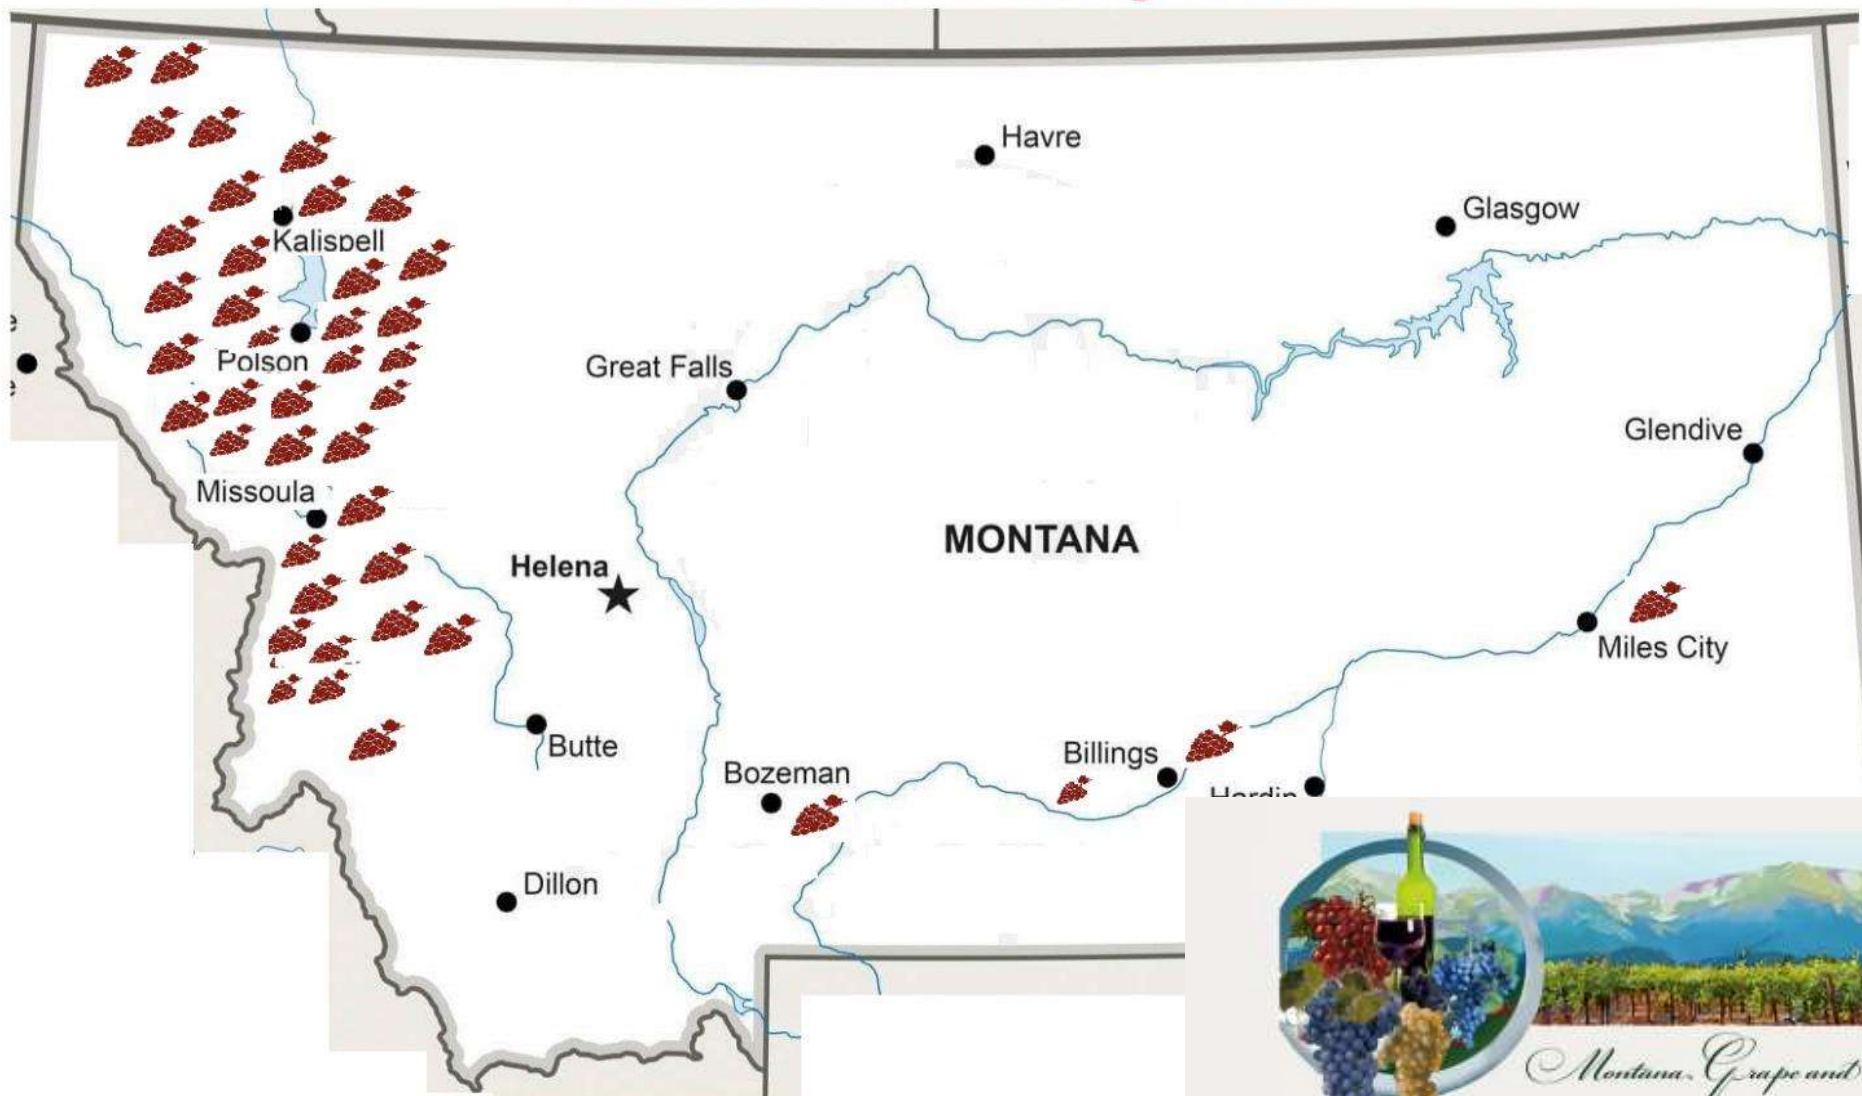 Havre
Glasgow
Kalispell
Polson
Great Falls
Glendive
Missoula
MONTANA
Helena
Miles City
Butte
Billings
Bozeman
Hardin
Dillon
Montana Grape and